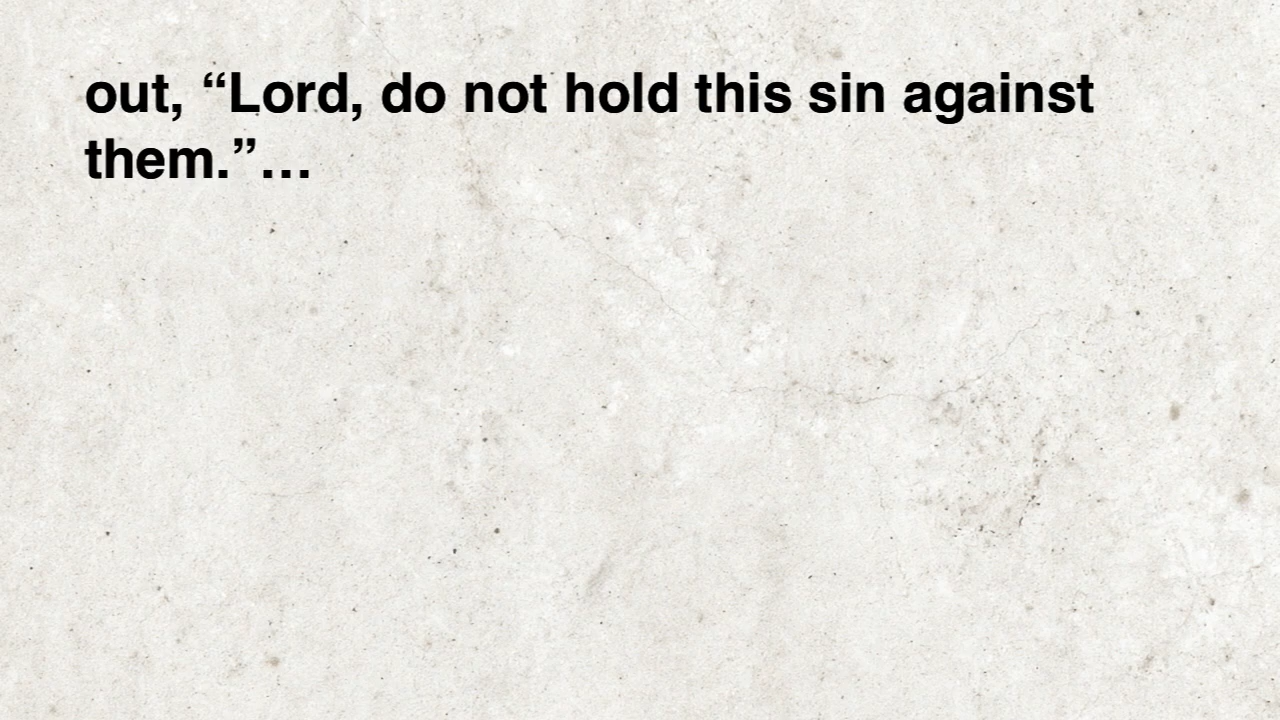 out, “Lord, do not hold this sin against
them.”…